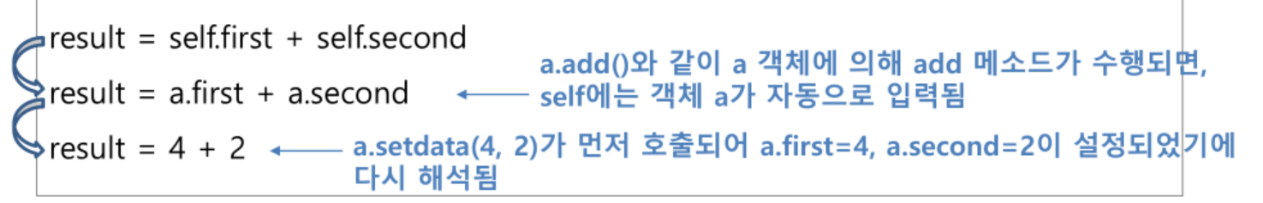 result = self.first + self.second
a.add()와 같이 a 객체에 의해 add 메소드가 수행되면,
self에는 객체 a가 자동으로 입력됨
result = a.first + a.second
result = 4 + 2
a.setdata(4, 2)가 먼저 호출되어 a.first=4, a.second=2이 설정되었기에
다시 해석됨